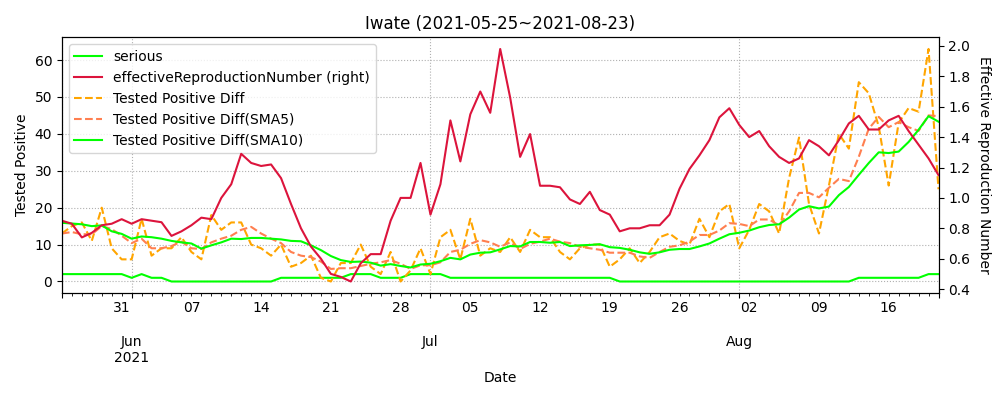 Iwate (2021-05-25~2021-08-23)
serious
effectiveReproductionNumber (right)
Tested Positive Diff
Tested Positive Diff(SMA5)
Tested Positive Diff(SMA10)
Tested Positive
60
50
40
30
20
10
0
2.0
1.8
1.6
1.4
1.2
1.0
0.8
0.6
0.4
Effective Reproduction Number
31 07 14 21 28 05 12 19 26 02 09 16
Jun Jul Aug
2021
Date